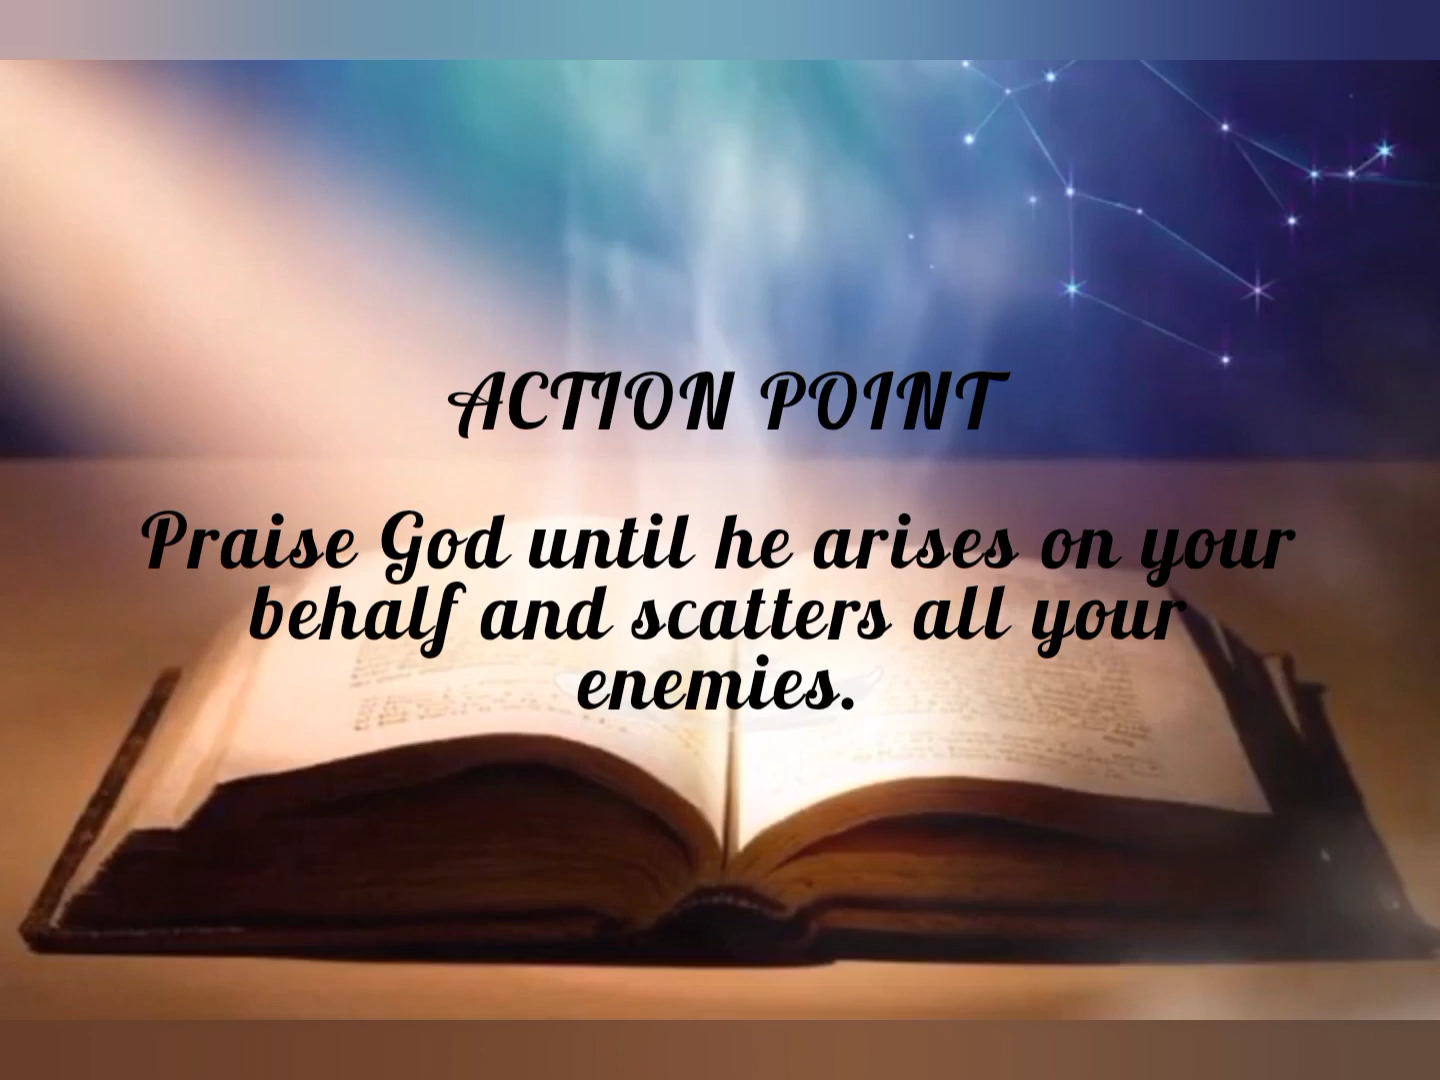 ACTION POINT
Praise God until he arises on your
behalf and scatters all your
enemies.